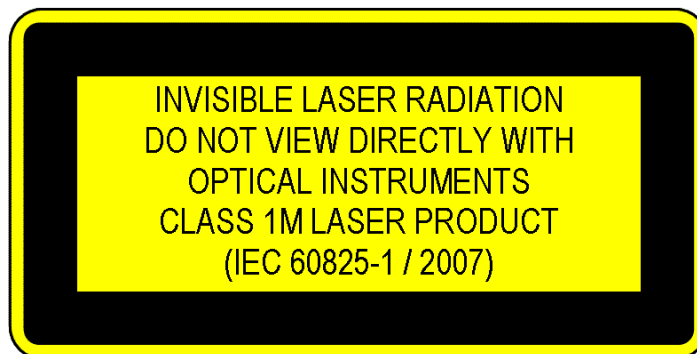 INVISIBLE LASER RADIATION
DO NOT VIEW DIRECTLY WITH
OPTICAL INSTRUMENTS
CLASS 1M LASER PRODUCT
(IEC 60825-1 / 2007)